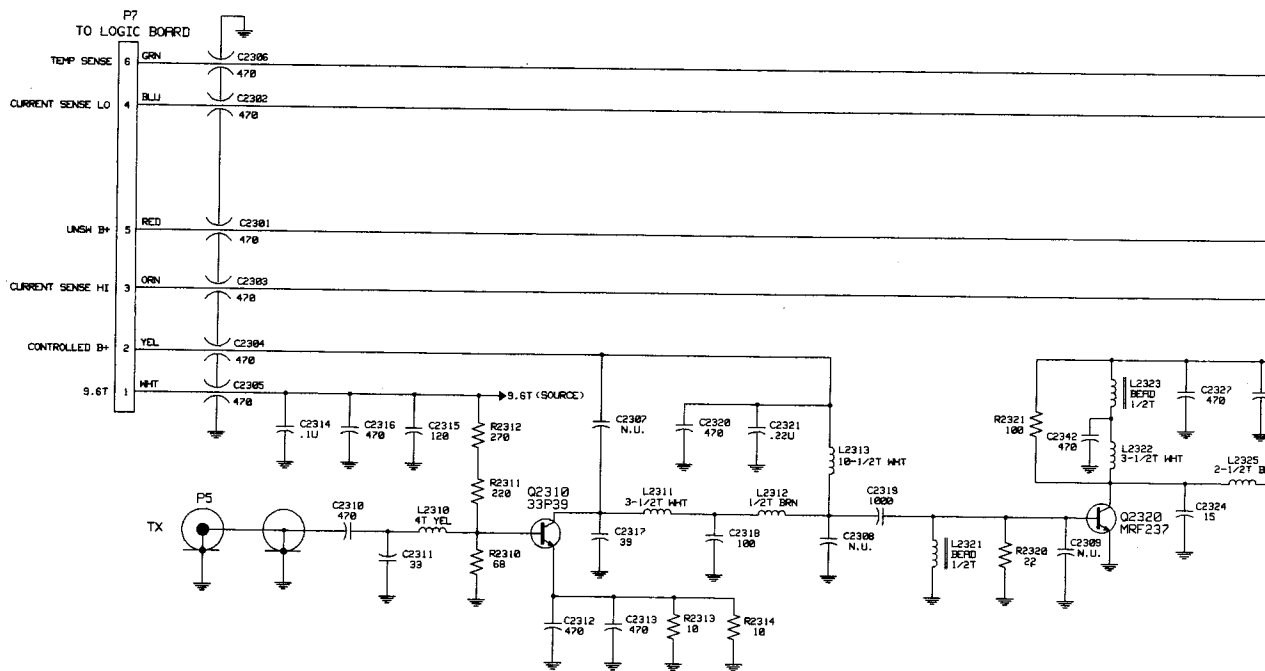 P7
TO LOGIC BOARD
TEMP SENSE 6 GRN
C2306
470
CURRENT SENSE LO 4 BLU
C2302
470
UNSW B+ 5 RED
C2301
470
CURRENT SENSE HI 3 ORN
C2303
470
CONTROLLED B+ 2 YEL
C2304
470
9.6T 1 WHT
C2305
470
9.6T (SOURCE)
C2314
.1U
C2316
470
C2315
120
R2312
270
R2311
220
C2307
N.U.
C2320
470
C2321
.22U
L2313
10-1/2T WHT
R2321
100
L2323
BEAD
1/2T
C2327
470
C2342
470
L2322
3-1/2T WHT
L2325
2-1/2T
P5
TX
C2310
470
L2310
4T YEL
C2311
33
R2310
68
Q2310
33P39
L2311
3-1/2T WHT
L2312
1/2T BRN
C2317
39
C2318
100
C2308
N.U.
C2319
1000
L2321
BEAD
1/2T
R2320
22
C2309
N.U.
Q2320
MRF237
C2324
15
C2312
470
C2313
470
R2313
10
R2314
10